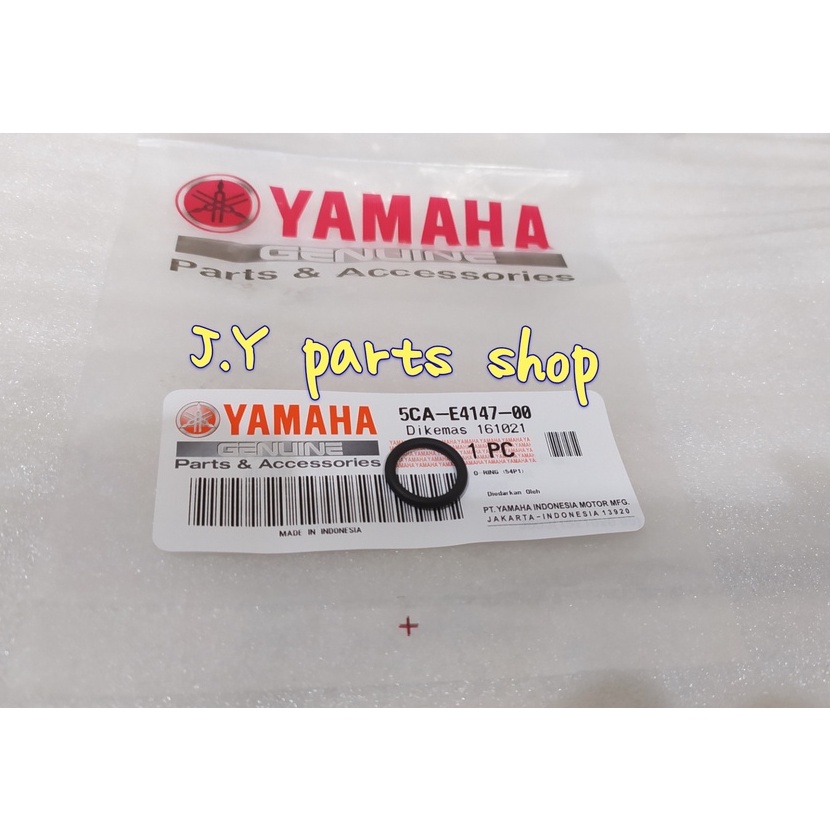 YAMAHA
GENUINE
Parts & Accessories
J.Y parts shop
YAMAHA
GENUINE
Parts & Accessories
5CA-E4147-00
Dikemas 161021
1 PC
O-RING (54P1)
Diedarkan Oleh
PT. YAMAHA INDONESIA MOTOR MFG.
JAKARTA-INDONESIA 13920
MADE IN INDONESIA